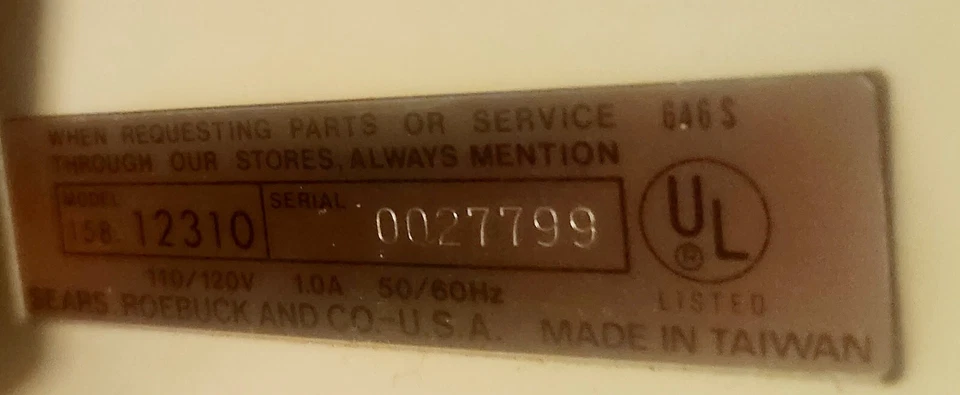 WHEN REQUESTING PARTS OR SERVICE 646 S
THROUGH OUR STORES, ALWAYS MENTION
MODEL SERIAL
158. 12310 0027799
UL
®
LISTED
110/120V 1.0A 50/60Hz
SEARS ROEBUCK AND CO.-U.S.A. MADE IN TAIWAN